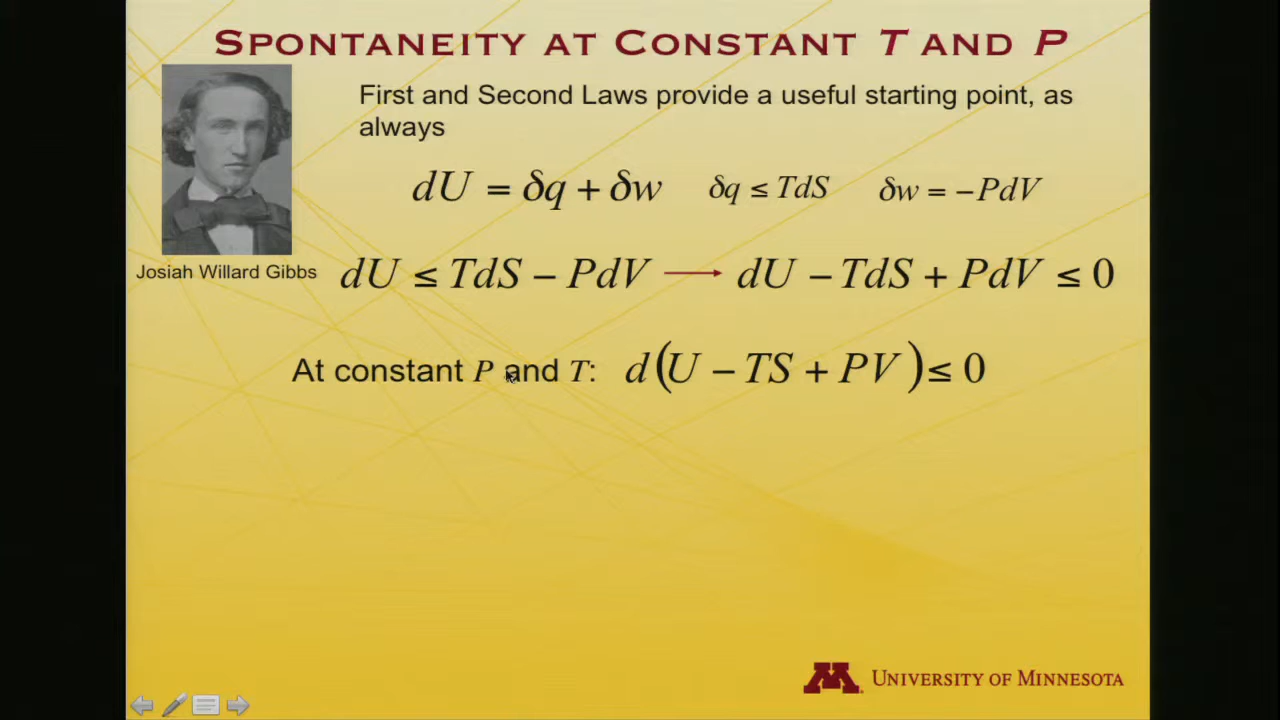 SPONTANEITY AT CONSTANT T AND P
First and Second Laws provide a useful starting point, as
always
dU = δq + δw δq ≤ TdS δw = −PdV
Josiah Willard Gibbs
dU ≤ TdS − PdV → dU − TdS + PdV ≤ 0
At constant P and T: d(U − TS + PV) ≤ 0
M UNIVERSITY OF MINNESOTA